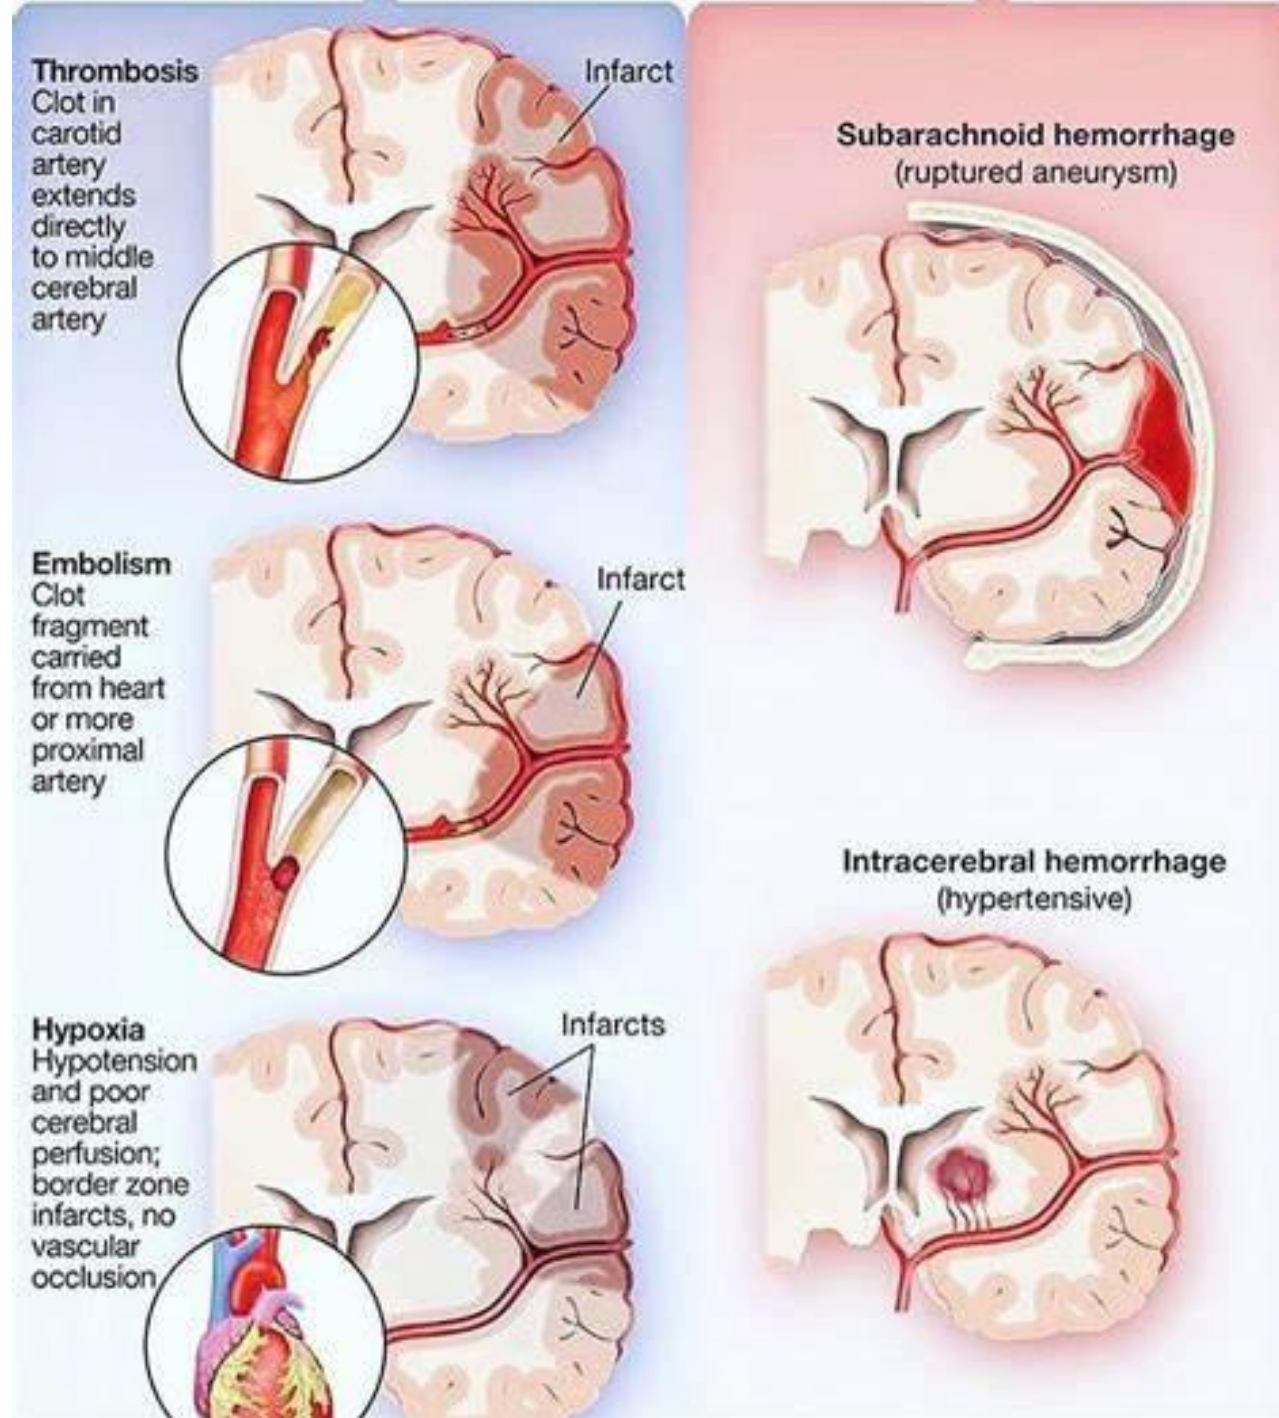 Thrombosis
Clot in
carotid
artery
extends
directly
to middle
cerebral
artery
Infarct
Embolism
Clot
fragment
carried
from heart
or more
proximal
artery
Infarct
Hypoxia
Hypotension
and poor
cerebral
perfusion;
border zone
infarcts, no
vascular
occlusion
Infarcts
Subarachnoid hemorrhage
(ruptured aneurysm)
Intracerebral hemorrhage
(hypertensive)